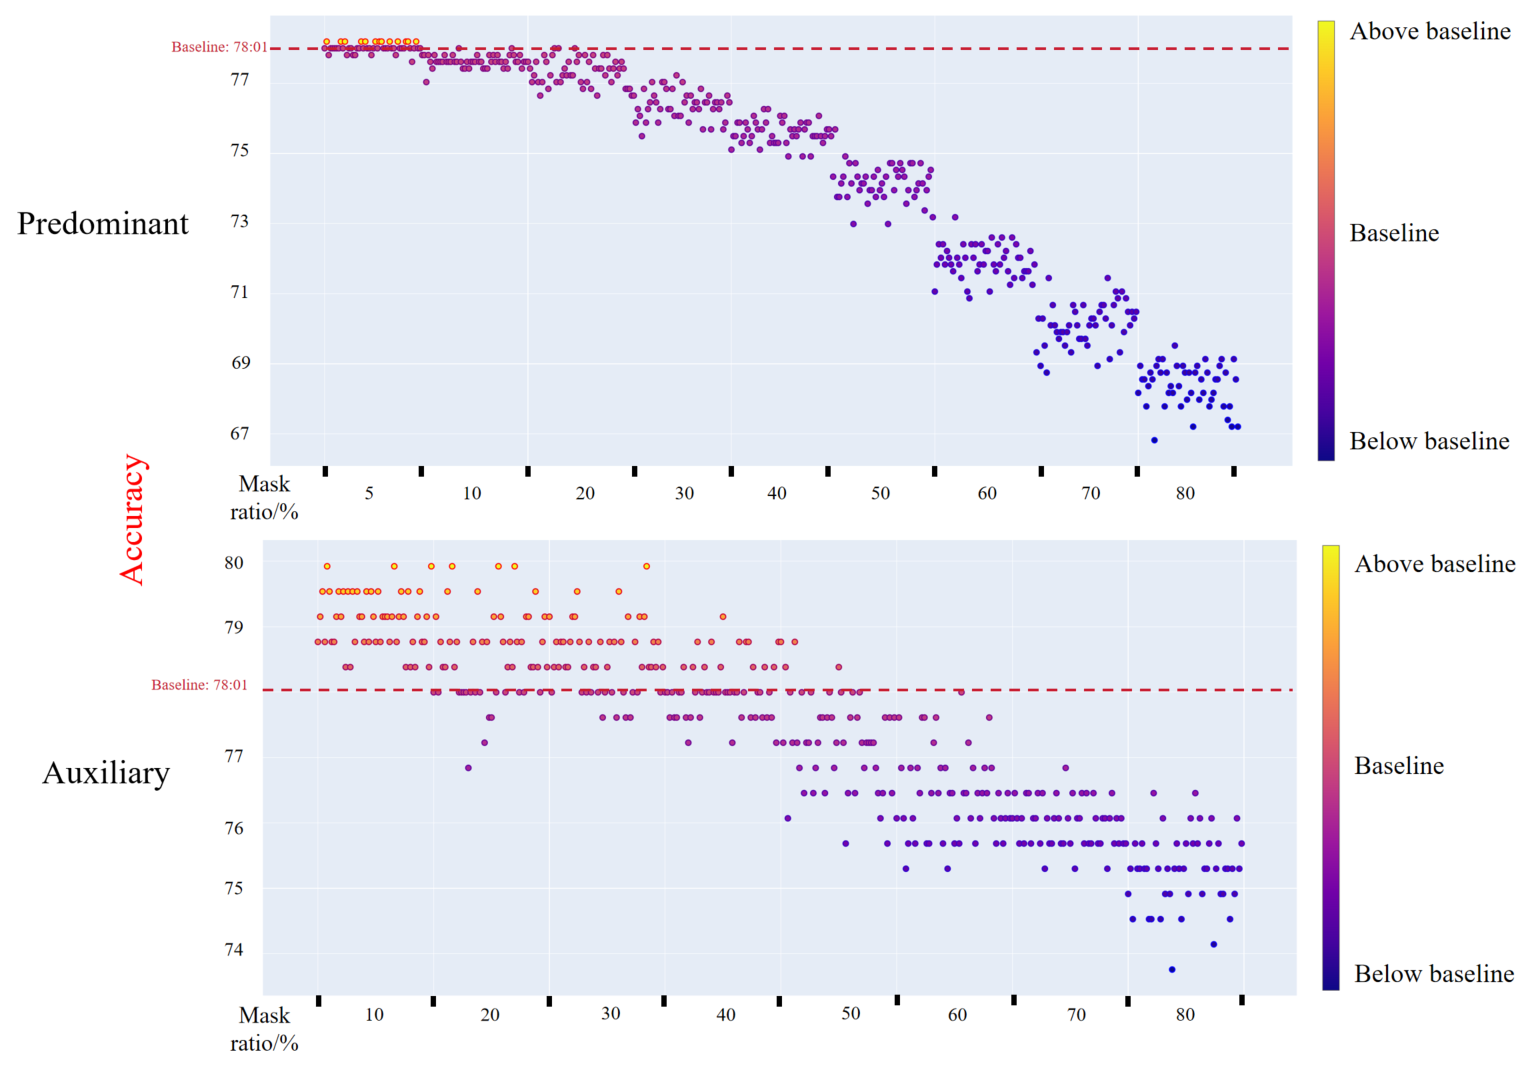 Baseline: 78:01
77
75
73
71
69
67
Predominant
Mask
ratio/%
5
10
20
30
40
50
60
70
80
Above baseline
Baseline
Below baseline
Accuracy
80
79
Baseline: 78:01
77
76
75
74
Auxiliary
Mask
ratio/%
10
20
30
40
50
60
70
80
Above baseline
Baseline
Below baseline